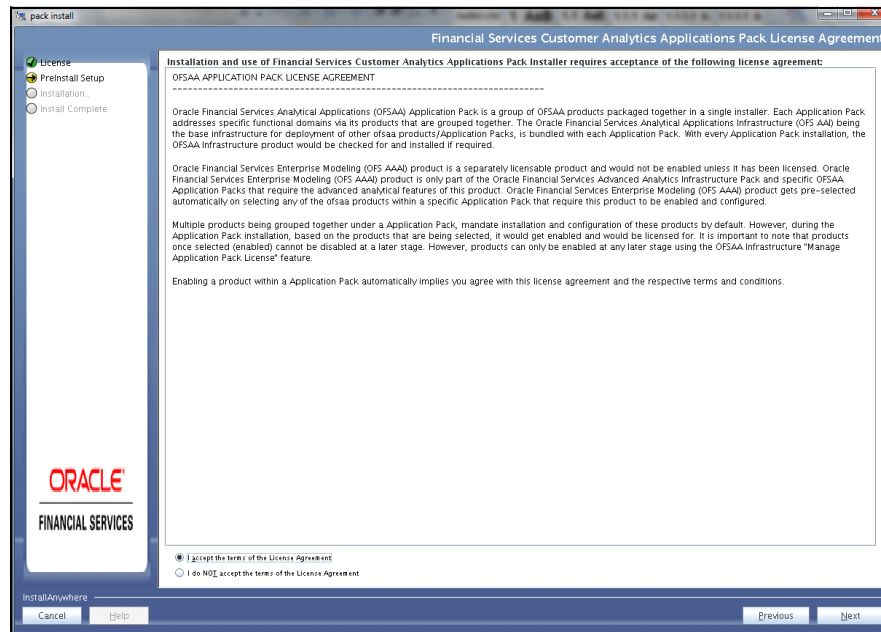 pack install
Financial Services Customer Analytics Applications Pack License Agreement
License
PreInstall Setup
Installation..
Install Complete
Installation and use of Financial Services Customer Analytics Applications Pack Installer requires acceptance of the following license agreement:
OFSAA APPLICATION PACK LICENSE AGREEMENT
------------------------------------------------------------------------
Oracle Financial Services Analytical Applications (OFSAA) Application Pack is a group of OFSAA products packaged together in a single installer. Each Application Pack
addresses specific functional domains via its products that are grouped together. The Oracle Financial Services Analytical Applications Infrastructure (OFS AAI) being
the base infrastructure for deployment of other ofsaa products/Application Packs, is bundled with each Application Pack. With every Application Pack installation, the
OFSAA Infrastructure product would be checked for and installed if required.
Oracle Financial Services Enterprise Modeling (OFS AAAI) product is a separately licensable product and would not be enabled unless it has been licensed. Oracle
Financial Services Enterprise Modeling (OFS AAAI) product is only part of the Oracle Financial Services Advanced Analytics Infrastructure Pack and specific OFSAA
Application Packs that require the advanced analytical features of this product. Oracle Financial Services Enterprise Modeling (OFS AAAI) product gets pre-selected
automatically on selecting any of the ofsaa products within a specific Application Pack that require this product to be enabled and configured.
Multiple products being grouped together under a Application Pack, mandate installation and configuration of these products by default. However, during the
Application Pack installation, based on the products that are being selected, it would get enabled and would be licensed for. It is important to note that products
once selected (enabled) cannot be disabled at a later stage. However, products can only be enabled at any later stage using the OFSAA Infrastructure "Manage
Application Pack License" feature.
Enabling a product within a Application Pack automatically implies you agree with this license agreement and the respective terms and conditions.
ORACLE
FINANCIAL SERVICES
I accept the terms of the License Agreement
I do NOT accept the terms of the License Agreement
InstallAnywhere
Cancel
Help
Previous
Next